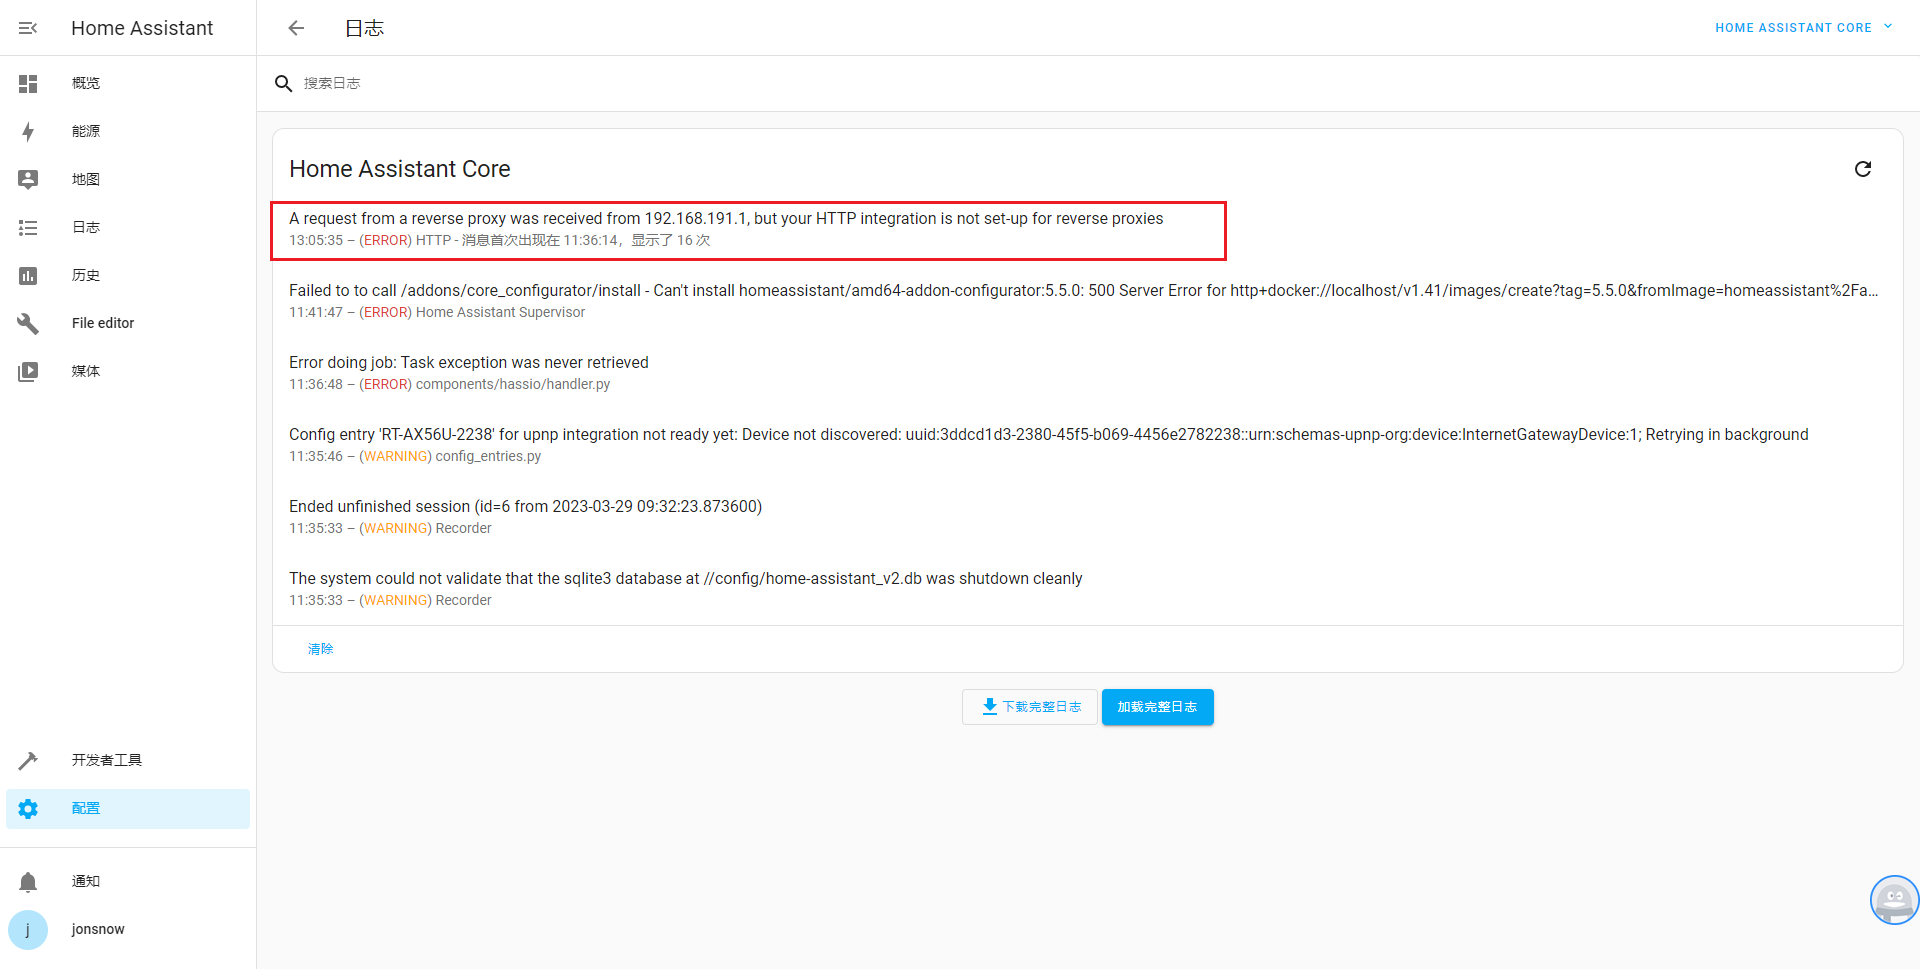 Home Assistant
日志
HOME ASSISTANT CORE
搜索日志
概览
能源
地图
日志
历史
File editor
媒体
开发者工具
配置
通知
j
jonsnow
Home Assistant Core
A request from a reverse proxy was received from 192.168.191.1, but your HTTP integration is not set-up for reverse proxies
13:05:35 – (ERROR) HTTP - 消息首次出现在 11:36:14，显示了 16 次
Failed to to call /addons/core_configurator/install - Can't install homeassistant/amd64-addon-configurator:5.5.0: 500 Server Error for http+docker://localhost/v1.41/images/create?tag=5.5.0&fromImage=homeassistant%2Fa...
11:41:47 – (ERROR) Home Assistant Supervisor
Error doing job: Task exception was never retrieved
11:36:48 – (ERROR) components/hassio/handler.py
Config entry 'RT-AX56U-2238' for upnp integration not ready yet: Device not discovered: uuid:3ddcd1d3-2380-45f5-b069-4456e2782238::urn:schemas-upnp-org:device:InternetGatewayDevice:1; Retrying in background
11:35:46 – (WARNING) config_entries.py
Ended unfinished session (id=6 from 2023-03-29 09:32:23.873600)
11:35:33 – (WARNING) Recorder
The system could not validate that the sqlite3 database at //config/home-assistant_v2.db was shutdown cleanly
11:35:33 – (WARNING) Recorder
清除
下载完整日志
加载完整日志